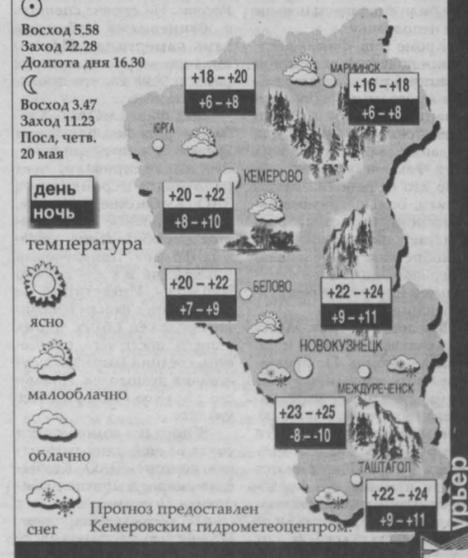 Восход 5.58
Заход 22.28
Долгота дня 16.30
Восход 3.47
Заход 11.23
Посл, четв.
20 мая
день
ночь
температура
ясно
малооблачно
облачно
снег
+18 – +20
+6 – +8
МАРИИНСК
+16 – +18
+6 – +8
ЮРГА
КЕМЕРОВО
+20 – +22
+8 – +10
+20 – +22
+7 – +9
БЕЛОВО
+22 – +24
+9 – +11
НОВОКУЗНЕЦК
МЕЖДУРЕЧЕНСК
+23 – +25
-8 – -10
ТАШТАГОЛ
+22 – +24
+9 – +11
Прогноз предоставлен
Кемеровским гидрометеоцентром.
урьер